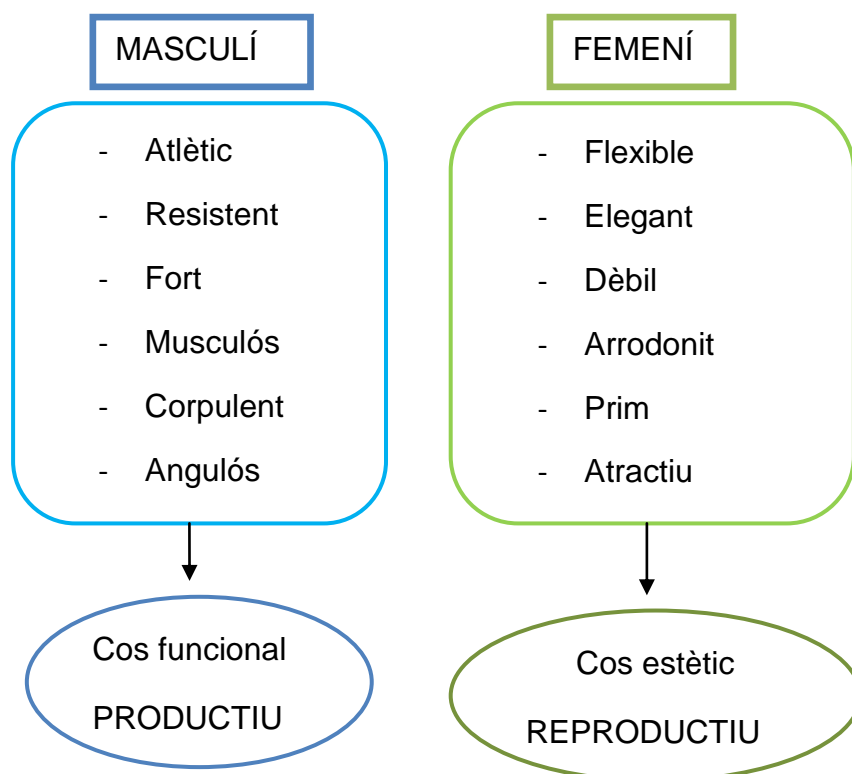 MASCULÍ
- Atlètic
- Resistent
- Fort
- Musculós
- Corpulent
- Angulós
Cos funcional
PRODUCTIU
FEMENÍ
- Flexible
- Elegant
- Dèbil
- Arrodonit
- Prim
- Atractiu
Cos estètic
REPRODUCTIU